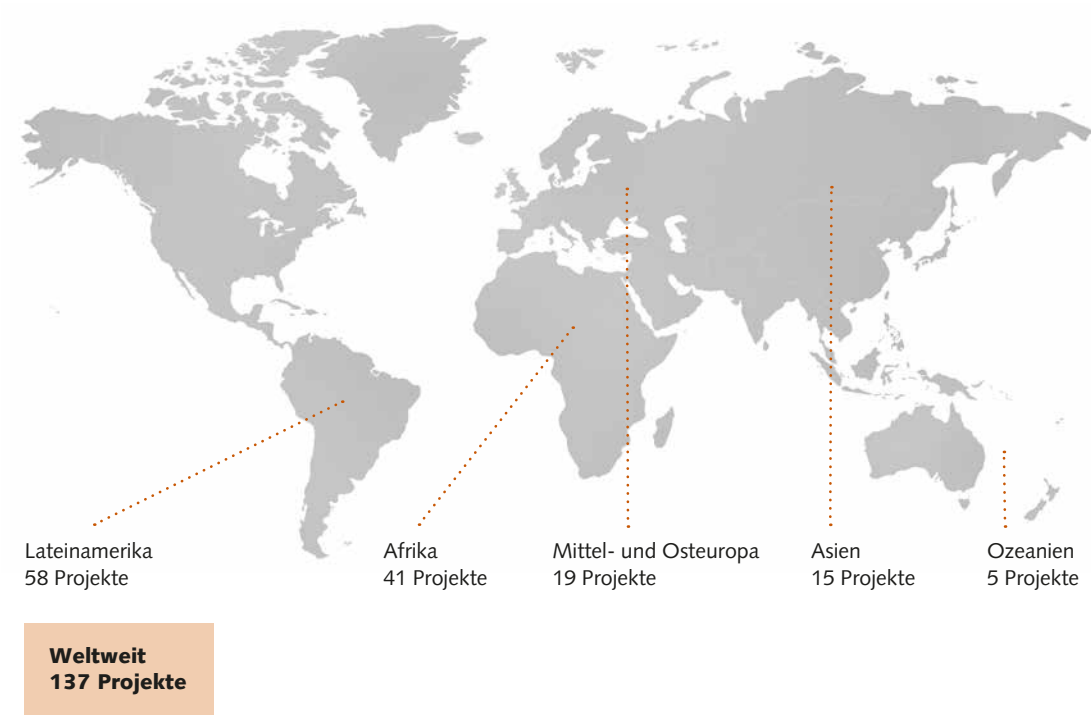 Lateinamerika
58 Projekte
Afrika
41 Projekte
Mittel- und Osteuropa
19 Projekte
Asien
15 Projekte
Ozeanien
5 Projekte
Weltweit
137 Projekte